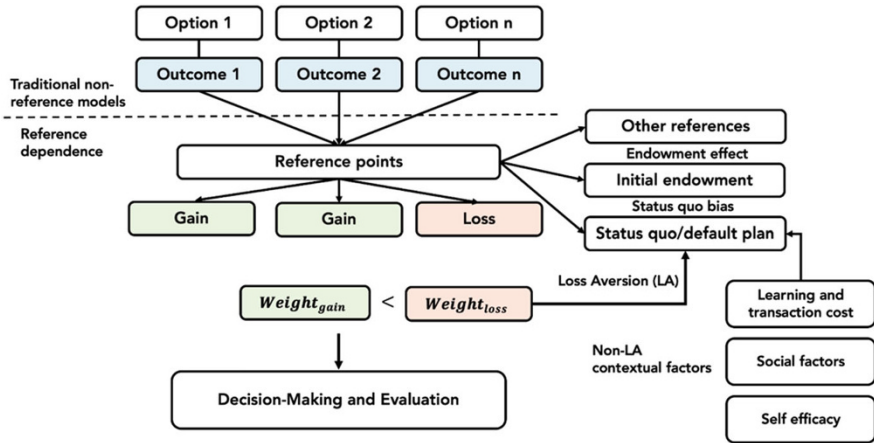 Option 1
Option 2
Option n
Outcome 1
Outcome 2
Outcome n
Traditional non-
reference models
Reference
dependence
Reference points
Other references
Endowment effect
Initial endowment
Status quo bias
Status quo/default plan
Gain
Gain
Loss
Loss Aversion (LA)
Weight_gain < Weight_loss
Learning and
transaction cost
Non-LA
contextual factors
Social factors
Self efficacy
Decision-Making and Evaluation